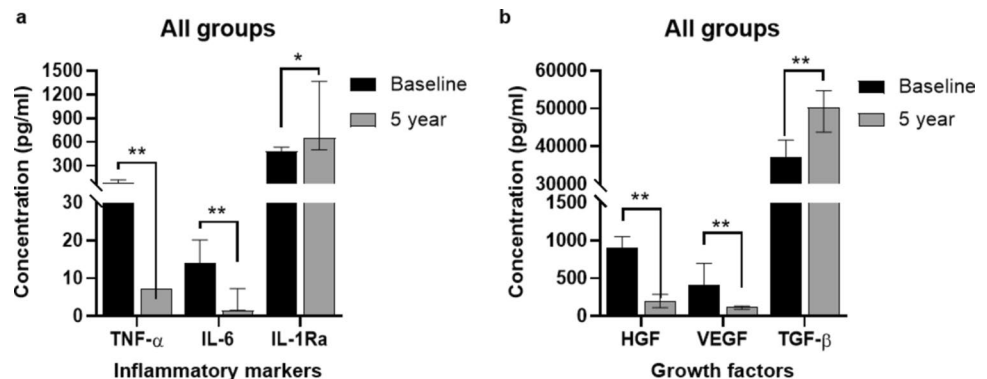 a
All groups
Concentration (pg/ml)
1500
1200
900
600
300
30
20
10
0
**
**
*
TNF-α
IL-6
IL-1Ra
Inflammatory markers
Baseline
5 year
b
All groups
Concentration (pg/ml)
60000
50000
40000
30000
1500
1000
500
0
**
**
**
HGF
VEGF
TGF-β
Growth factors
Baseline
5 year